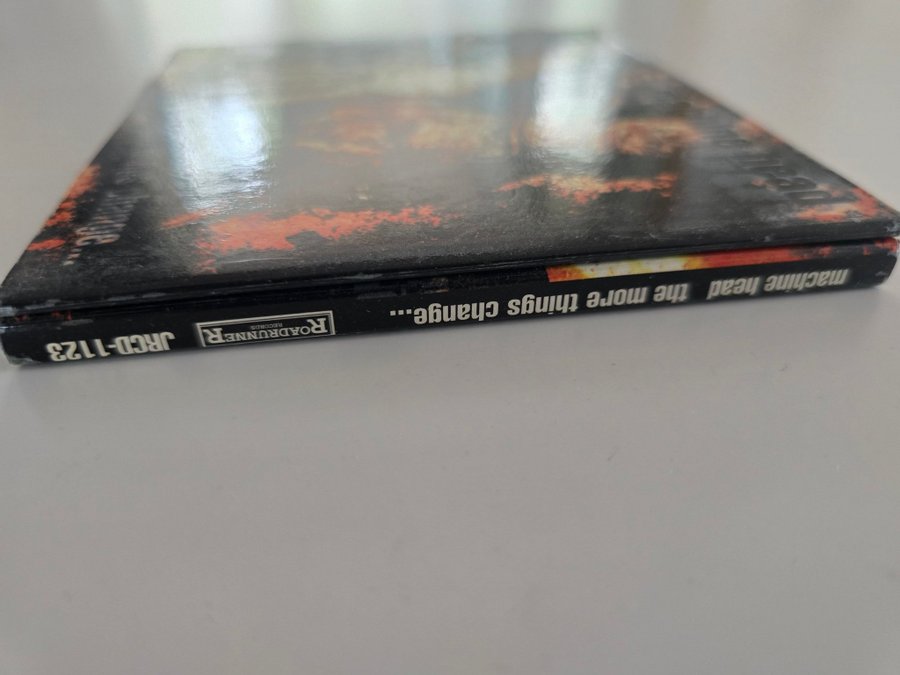 machine head the more things change...
ROADRUNNER
RECORDS
JRCD-1123